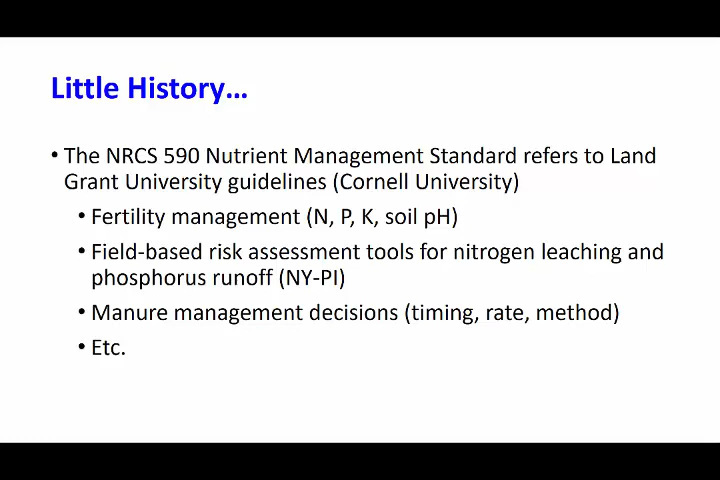 Little History…
• The NRCS 590 Nutrient Management Standard refers to Land
Grant University guidelines (Cornell University)
• Fertility management (N, P, K, soil pH)
• Field-based risk assessment tools for nitrogen leaching and
phosphorus runoff (NY-PI)
• Manure management decisions (timing, rate, method)
• Etc.